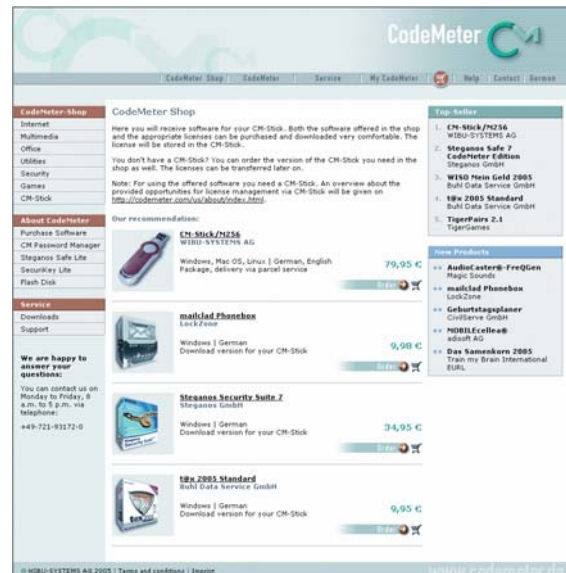 CodeMeter
CodeMeter Shop
CodeMeter
Service
My CodeMeter
Help
Contact
German
CodeMeter-Shop
Internet
Multimedia
Office
Utilities
Security
Games
CM-Stick
About CodeMeter
Purchase Software
CM Password Manager
Steganos Safe Lite
SecuriKey Lite
Flash Disk
Service
Downloads
Support
We are happy to
answer your
questions:
You can contact us on
Monday to Friday, 8
a.m. to 5 p.m. via
telephone:
+49-721-93172-0
CodeMeter Shop
Here you will receive software for your CM-Stick. Both the software offered in the shop
and the appropriate licenses can be purchased and downloaded very comfortable. The
license will be stored in the CM-Stick.
You don't have a CM-Stick? You can order the version of the CM-Stick you need in the
shop as well. The licenses can be transferred later on.
Note: For using the offered software you need a CM-Stick. An overview about the
provided opportunities for license management via CM-Stick will be given on
http://codemeter.com/us/about/index.html.
Our recommendation:
CM-Stick/M256
WIBU-SYSTEMS AG
Windows, Mac-OS, Linux | German, English
Package, delivery via parcel service
79,95 €
Order
mailclad Phonebox
LockZone
Windows | German
Download version for your CM-Stick
9,98 €
Order
Steganos Security Suite 7
Steganos GmbH
Windows | German
Download version for your CM-Stick
34,95 €
Order
t@x 2005 Standard
Buhl Data Service GmbH
Windows | German
Download version for your CM-Stick
9,95 €
Order
Top-Seller
1. CM-Stick/M256
WIBU-SYSTEMS AG
2. Steganos Safe 7
CodeMeter Edition
Steganos GmbH
3. WISO Mein Geld 2005
Buhl Data Service GmbH
4. t@x 2005 Standard
Buhl Data Service GmbH
5. TigerPairs 2.1
TigerGames
New Products
AudioCaster®-FreQGen
Magic Sounds
mailclad Phonebox
LockZone
Geburtstagsplaner
CivilServe GmbH
MOBILEcellea®
adisoft AG
Das Samenkorn 2005
Train my Brain International
EURL
© WIBU-SYSTEMS AG 2005 | Terms and conditions | Imprint
www.codemeter.de